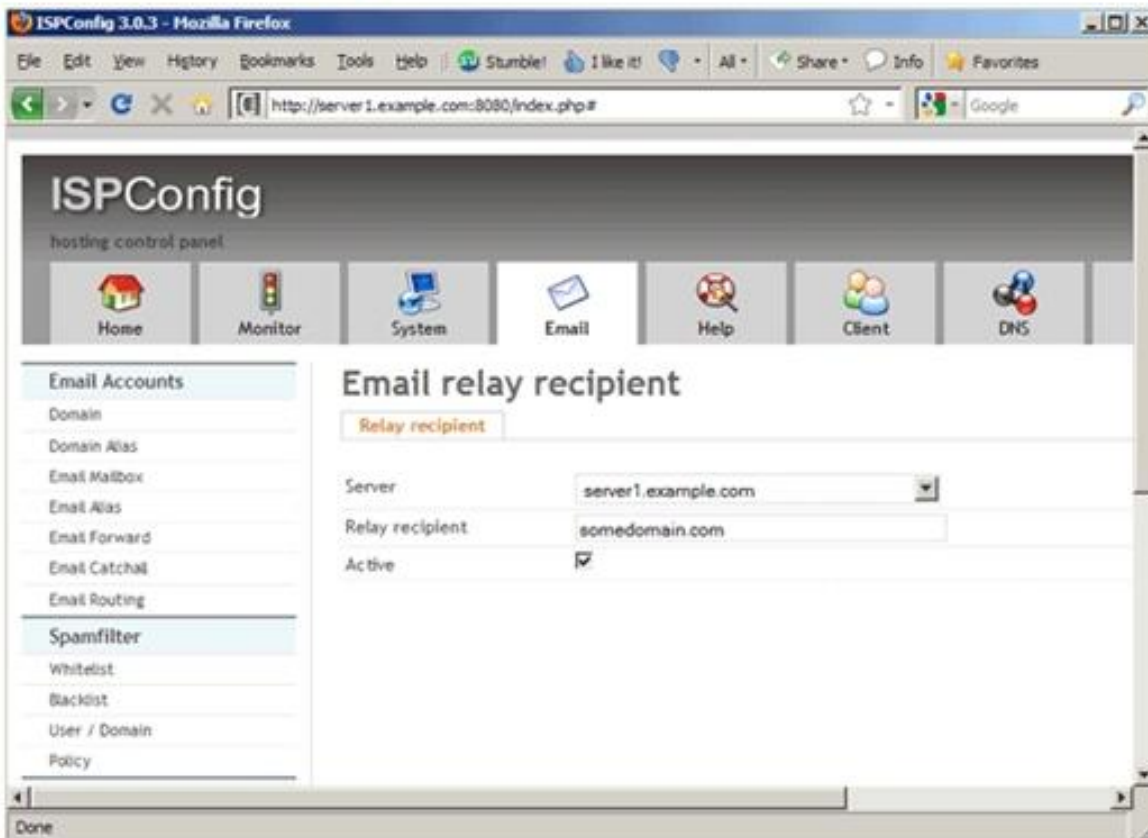 ISPConfig 3.0.3 - Mozilla Firefox
File Edit View History Bookmarks Tools Help Stumble! I like it! All Share Info Favorites
http://server1.example.com:8080/index.php# Google
ISPConfig
hosting control panel
Home Monitor System Email Help Client DNS
Email Accounts
Domain
Domain Alias
Email Mailbox
Email Alias
Email Forward
Email Catchall
Email Routing
Spamfilter
Whitelist
Blacklist
User / Domain
Policy
Email relay recipient
Relay recipient
Server server1.example.com
Relay recipient somedomain.com
Active
Done